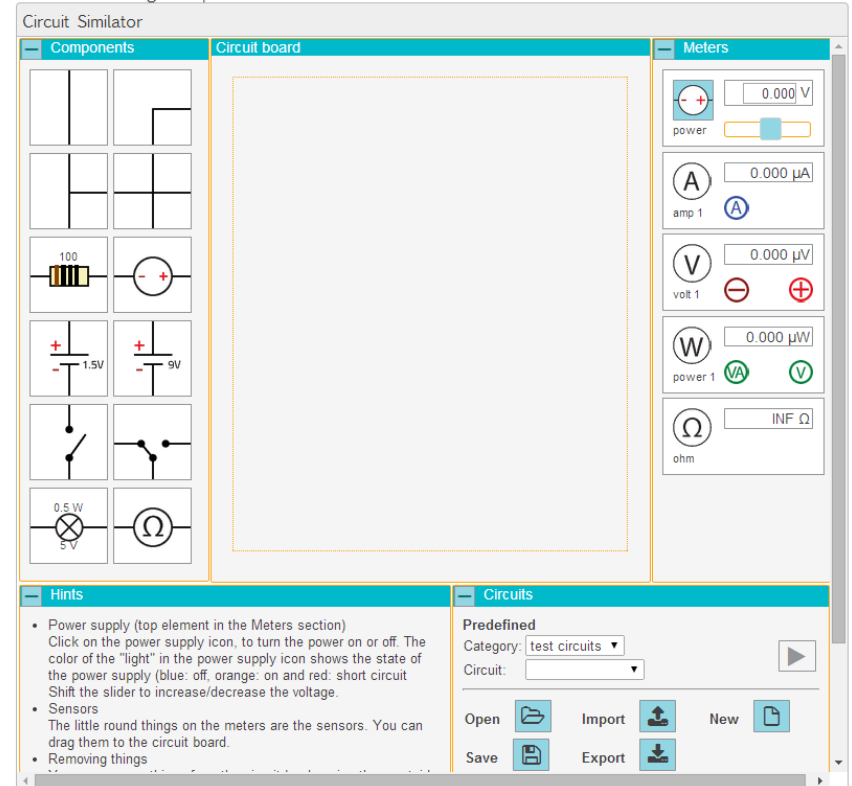 Circuit Similator
Components
Circuit board
Meters
100
- +
+
- 1.5V
+
- 9V
0.5 W
5 V
Ω
- +
0.000 V
power
A
0.000 µA
amp 1
A
V
0.000 µV
volt 1
W
0.000 µW
power 1
VA
V
Ω
INF Ω
ohm
Hints
• Power supply (top element in the Meters section)
Click on the power supply icon, to turn the power on or off. The
color of the "light" in the power supply icon shows the state of
the power supply (blue: off, orange: on and red: short circuit
Shift the slider to increase/decrease the voltage.
• Sensors
The little round things on the meters are the sensors. You can
drag them to the circuit board.
• Removing things
Circuits
Predefined
Category: test circuits
Circuit:
Open
Import
New
Save
Export